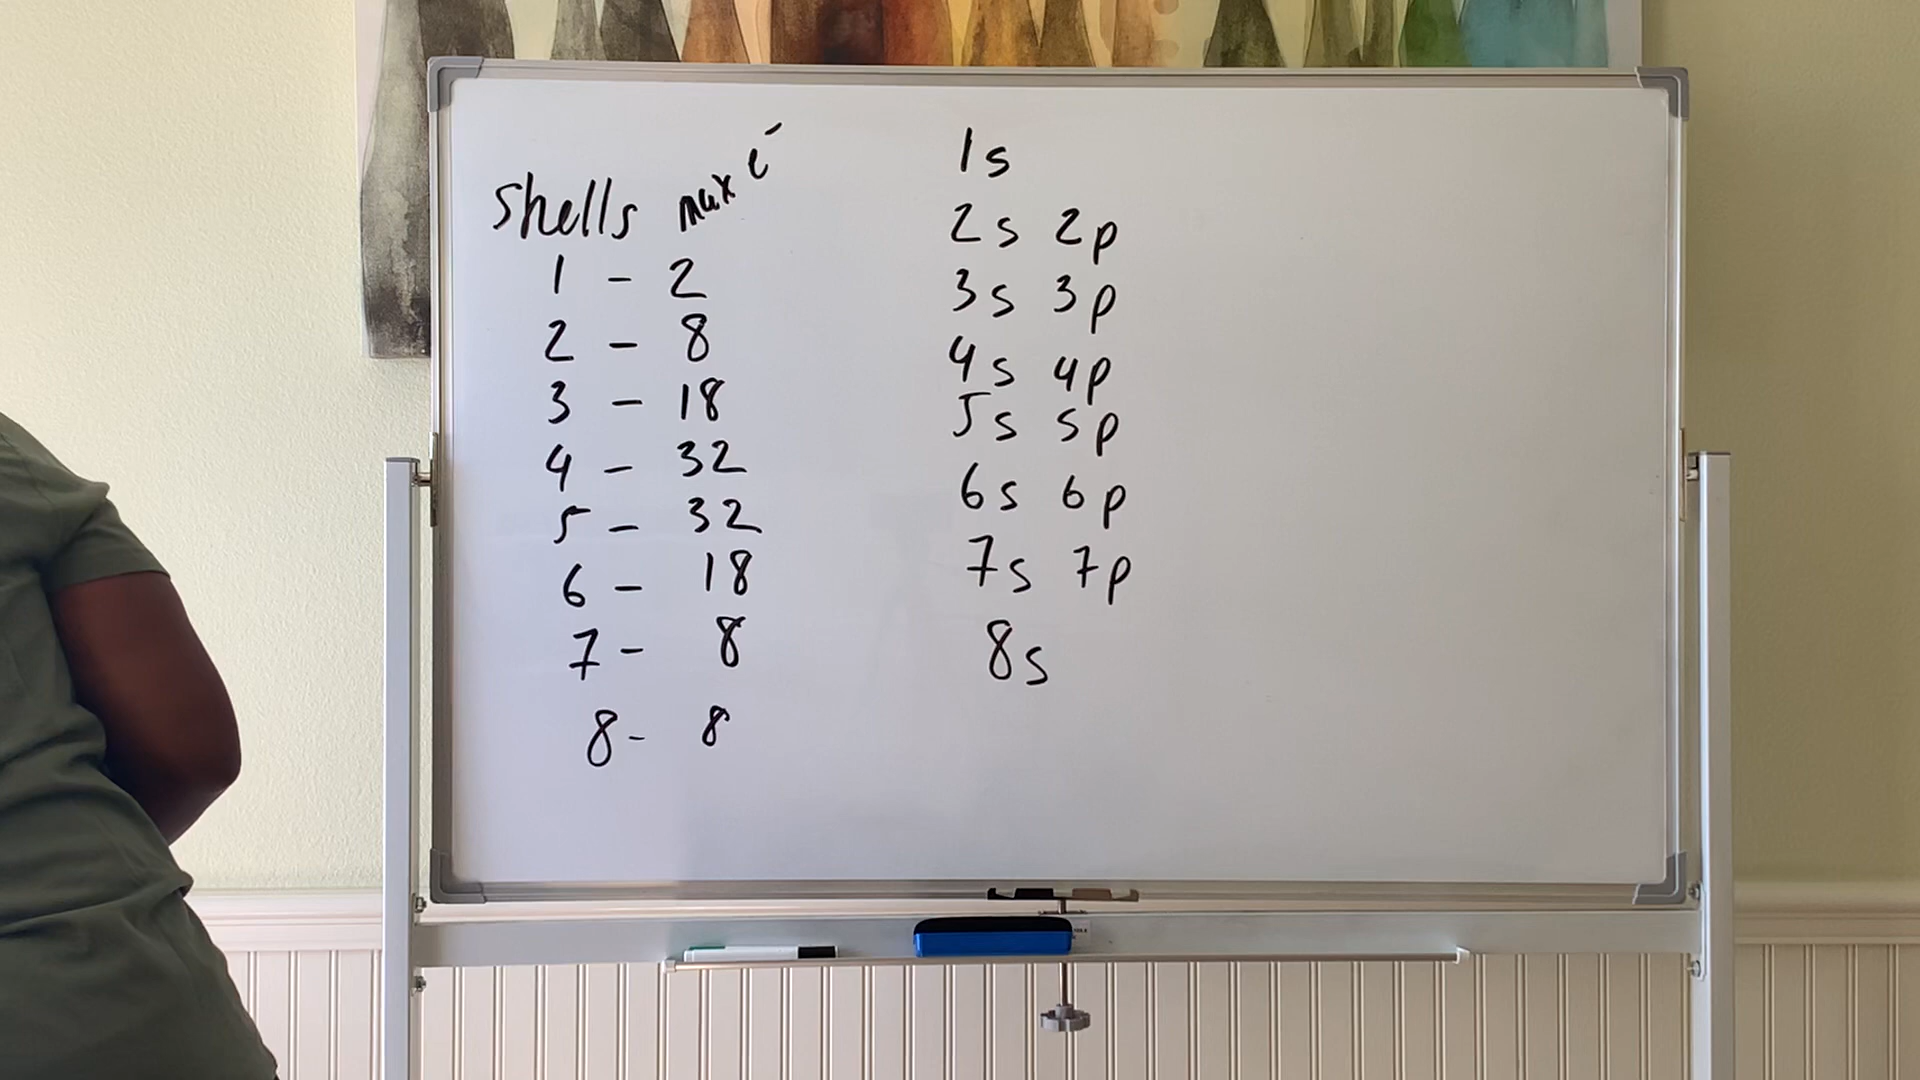 shells max e-
1 - 2
2 - 8
3 - 18
4 - 32
5 - 32
6 - 18
7 - 8
8 - 8
1s
2s 2p
3s 3p
4s 4p
5s 5p
6s 6p
7s 7p
8s